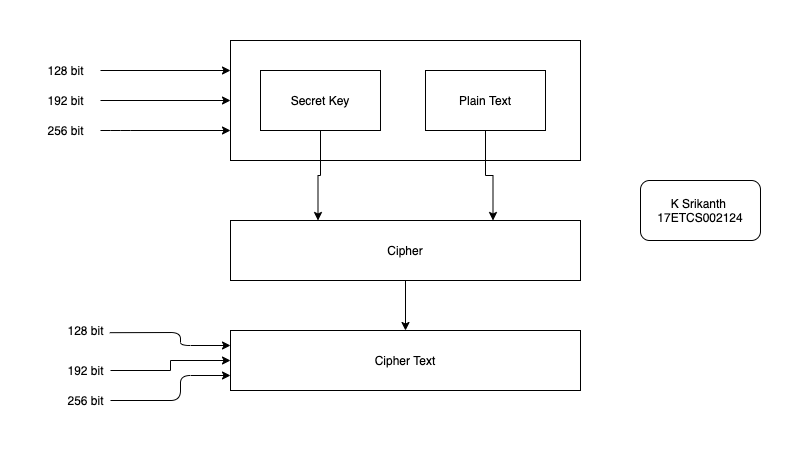 128 bit
192 bit
256 bit
Secret Key
Plain Text
K Srikanth
17ETCS002124
Cipher
128 bit
192 bit
256 bit
Cipher Text